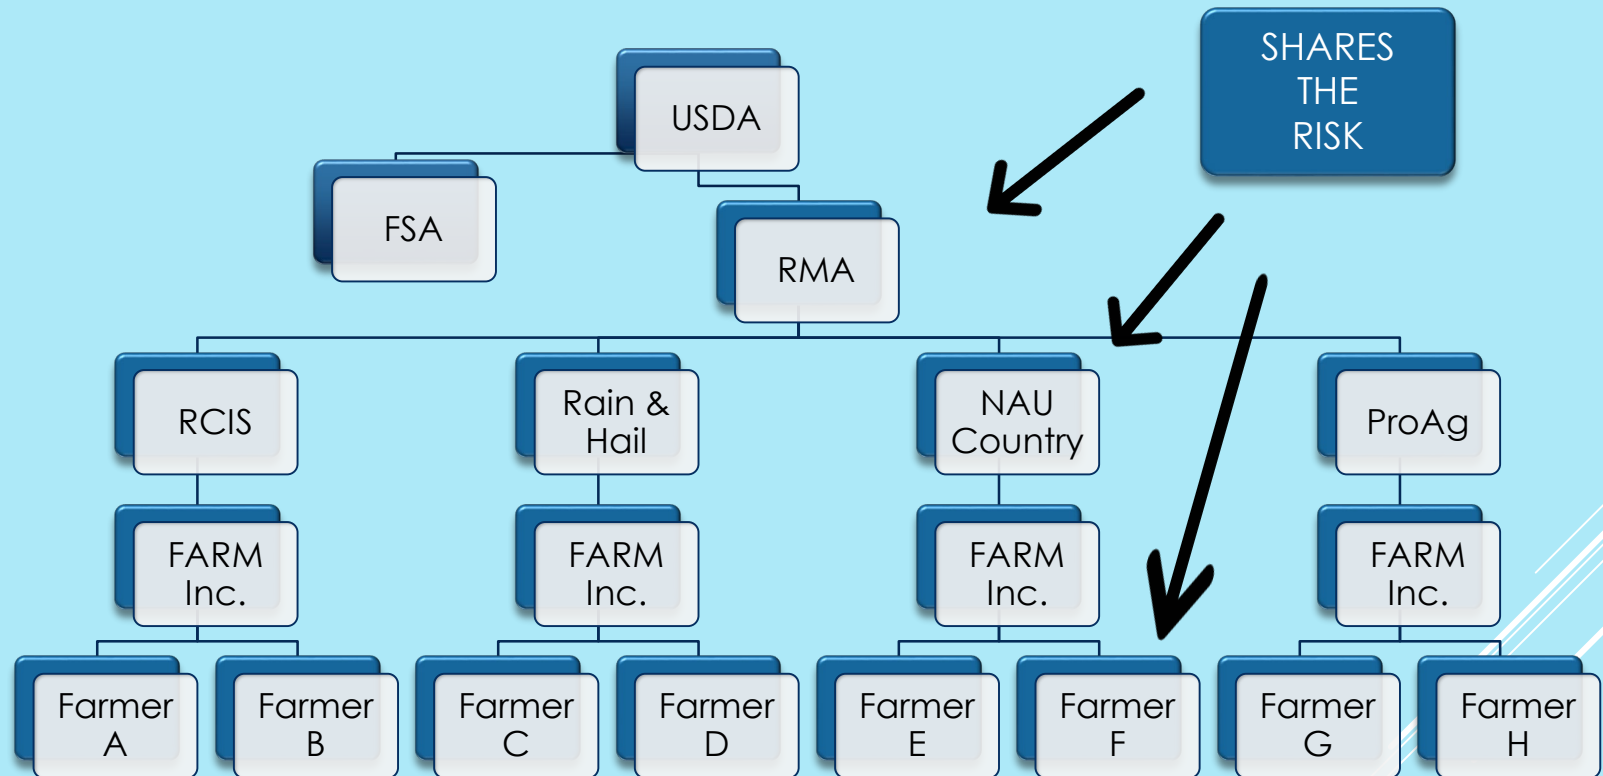 SHARES
THE
RISK
USDA
FSA
RMA
RCIS
Rain &
Hail
NAU
Country
ProAg
FARM
Inc.
FARM
Inc.
FARM
Inc.
FARM
Inc.
Farmer
A
Farmer
B
Farmer
C
Farmer
D
Farmer
E
Farmer
F
Farmer
G
Farmer
H